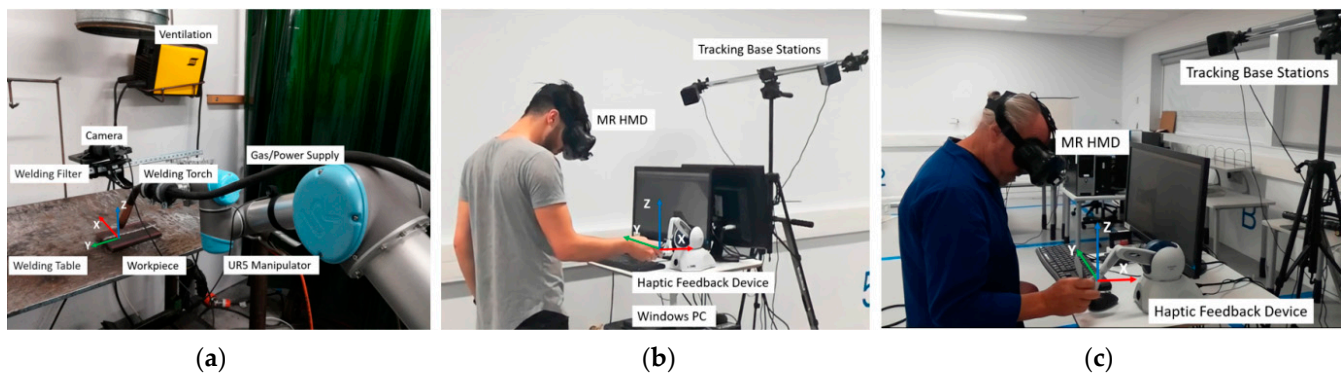 Ventilation
Camera
Welding Filter
Welding Torch
Gas/Power Supply
Z
X
Y
Welding Table
Workpiece
UR5 Manipulator
(a)
Tracking Base Stations
MR HMD
Z
Y
X
Haptic Feedback Device
Windows PC
5
(b)
Tracking Base Stations
MR HMD
Z
Y
X
B
Haptic Feedback Device
(c)